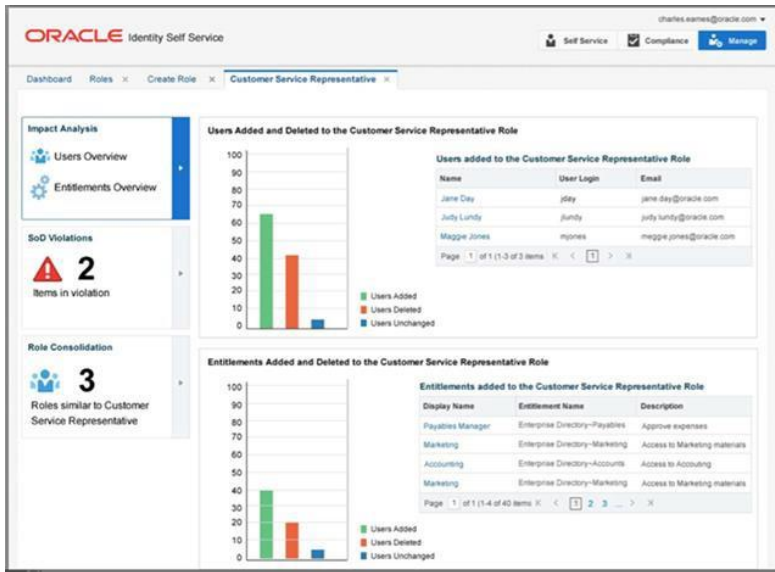 charles.eames@oracle.com
ORACLE Identity Self Service
Self Service Compliance Manage
Dashboard Roles × Create Role × Customer Service Representative ×
Impact Analysis
Users Overview
Entitlements Overview
SoD Violations
2
Items in violation
Role Consolidation
3
Roles similar to Customer
Service Representative
Users Added and Deleted to the Customer Service Representative Role
100
90
80
70
60
50
40
30
20
10
0
Users Added
Users Deleted
Users Unchanged
Users added to the Customer Service Representative Role
Name User Login Email
Jane Day jday jane.day@oracle.com
Judy Lundy jlundy judy.lundy@oracle.com
Maggie Jones mjones meggie.jones@oracle.com
Page 1 of 1 (1-3 of 3 items K < 1 > X
Entitlements Added and Deleted to the Customer Service Representative Role
100
90
80
70
60
50
40
30
20
10
0
Users Added
Users Deleted
Users Unchanged
Entitlements added to the Customer Service Representative Role
Display Name Entitlement Name Description
Payables Manager Enterprise Directory~Payables Approve expenses
Marketing Enterprise Directory~Marketing Access to Marketing materials
Accounting Enterprise Directory~Accounts Access to Accouting
Marketing Enterprise Directory~Marketing Access to Marketing materials
Page 1 of 1 (1-4 of 40 items K < 1 2 3 ... > X